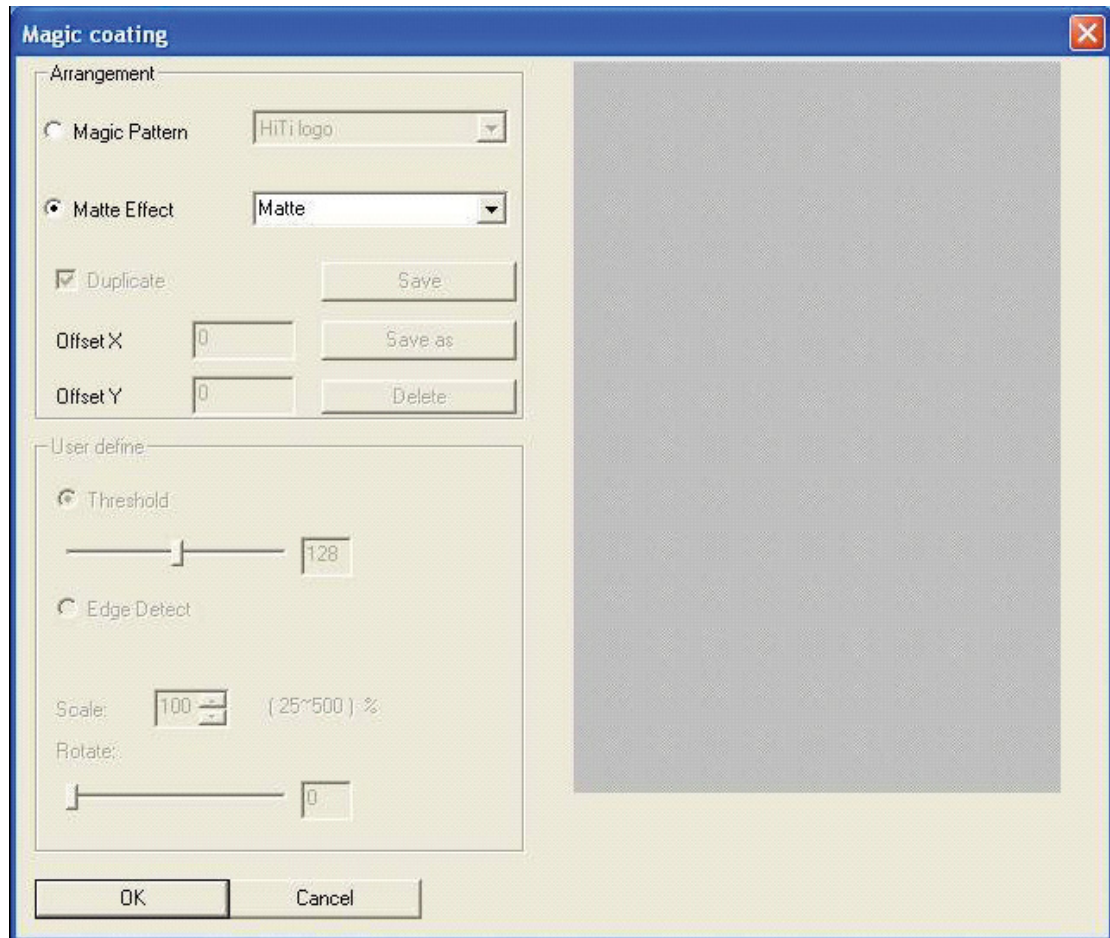 Magic coating
Arrangement
Magic Pattern HiTi logo
Matte Effect Matte
Duplicate Save
Offset X 0 Save as
Offset Y 0 Delete
User define
Threshold
128
Edge Detect
Scale: 100 (25~500) %
Rotate:
0
OK Cancel